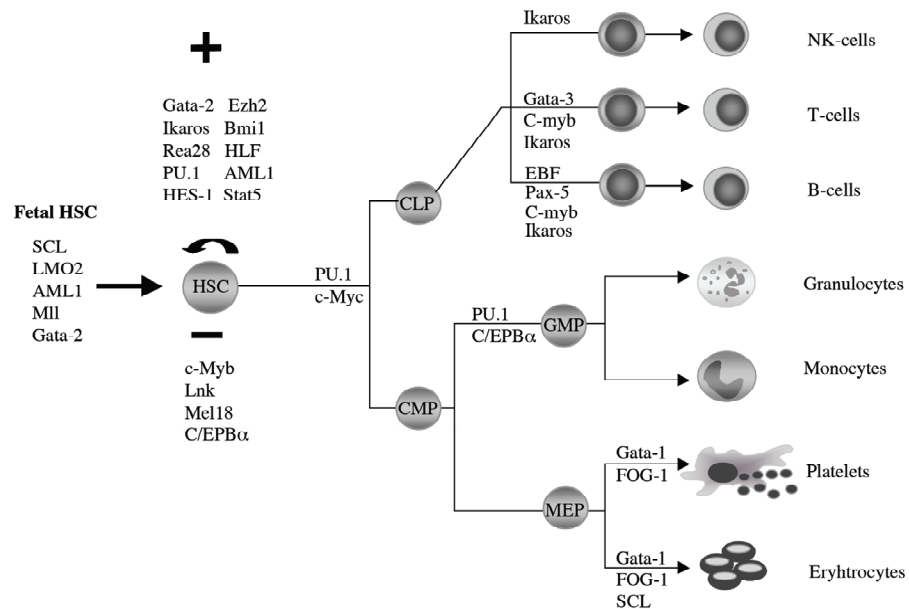 Gata-2 Ezh2
Ikaros Bmi1
Rea28 HLF
PU.1 AML1
HES-1 Stat5
Fetal HSC
SCL
LMO2
AML1
Mll
Gata-2
HSC
c-Myb
Lnk
Mel18
C/EPBα
PU.1
c-Myc
CLP
CMP
Ikaros
NK-cells
Gata-3
C-myb
Ikaros
T-cells
EBF
Pax-5
C-myb
Ikaros
B-cells
PU.1
C/EPBα
GMP
Granulocytes
Monocytes
MEP
Gata-1
FOG-1
Platelets
Gata-1
FOG-1
SCL
Eryhtrocytes